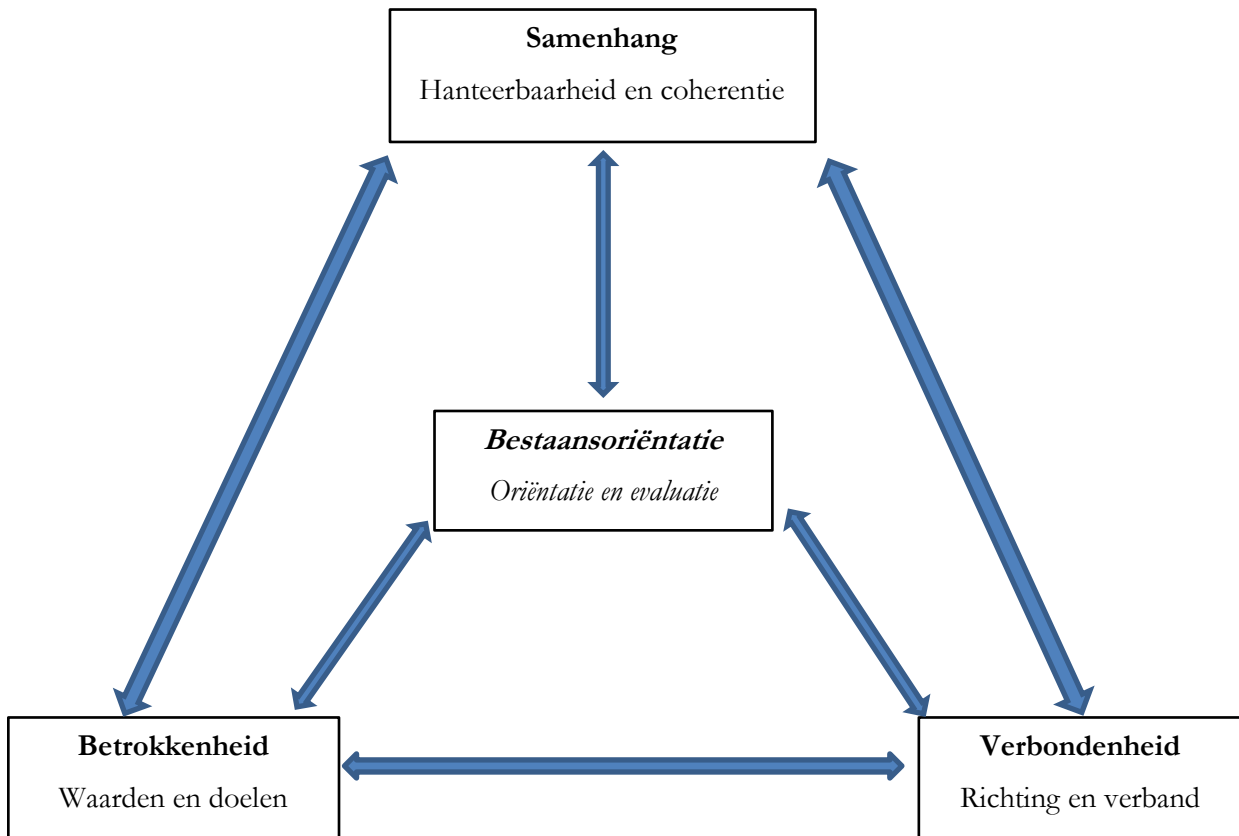 Samenhang
Hanteerbaarheid en coherentie
Bestaansoriëntatie
Oriëntatie en evaluatie
Betrokkenheid
Waarden en doelen
Verbondenheid
Richting en verband